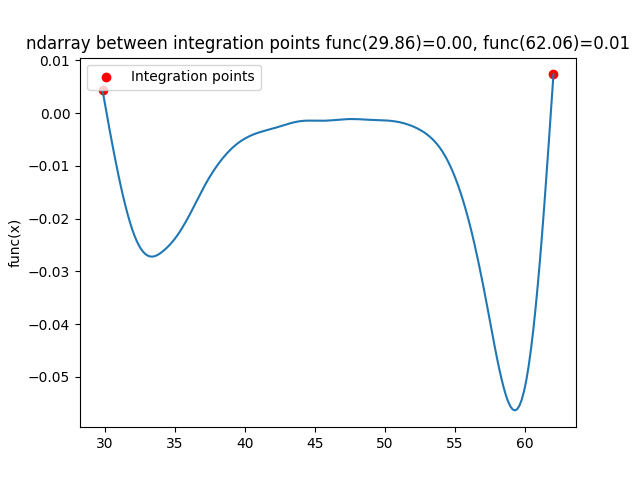 ndarray between integration points func(29.86)=0.00, func(62.06)=0.01
Integration points
0.01
0.00
−0.01
−0.02
−0.03
−0.04
−0.05
func(x)
30 35 40 45 50 55 60